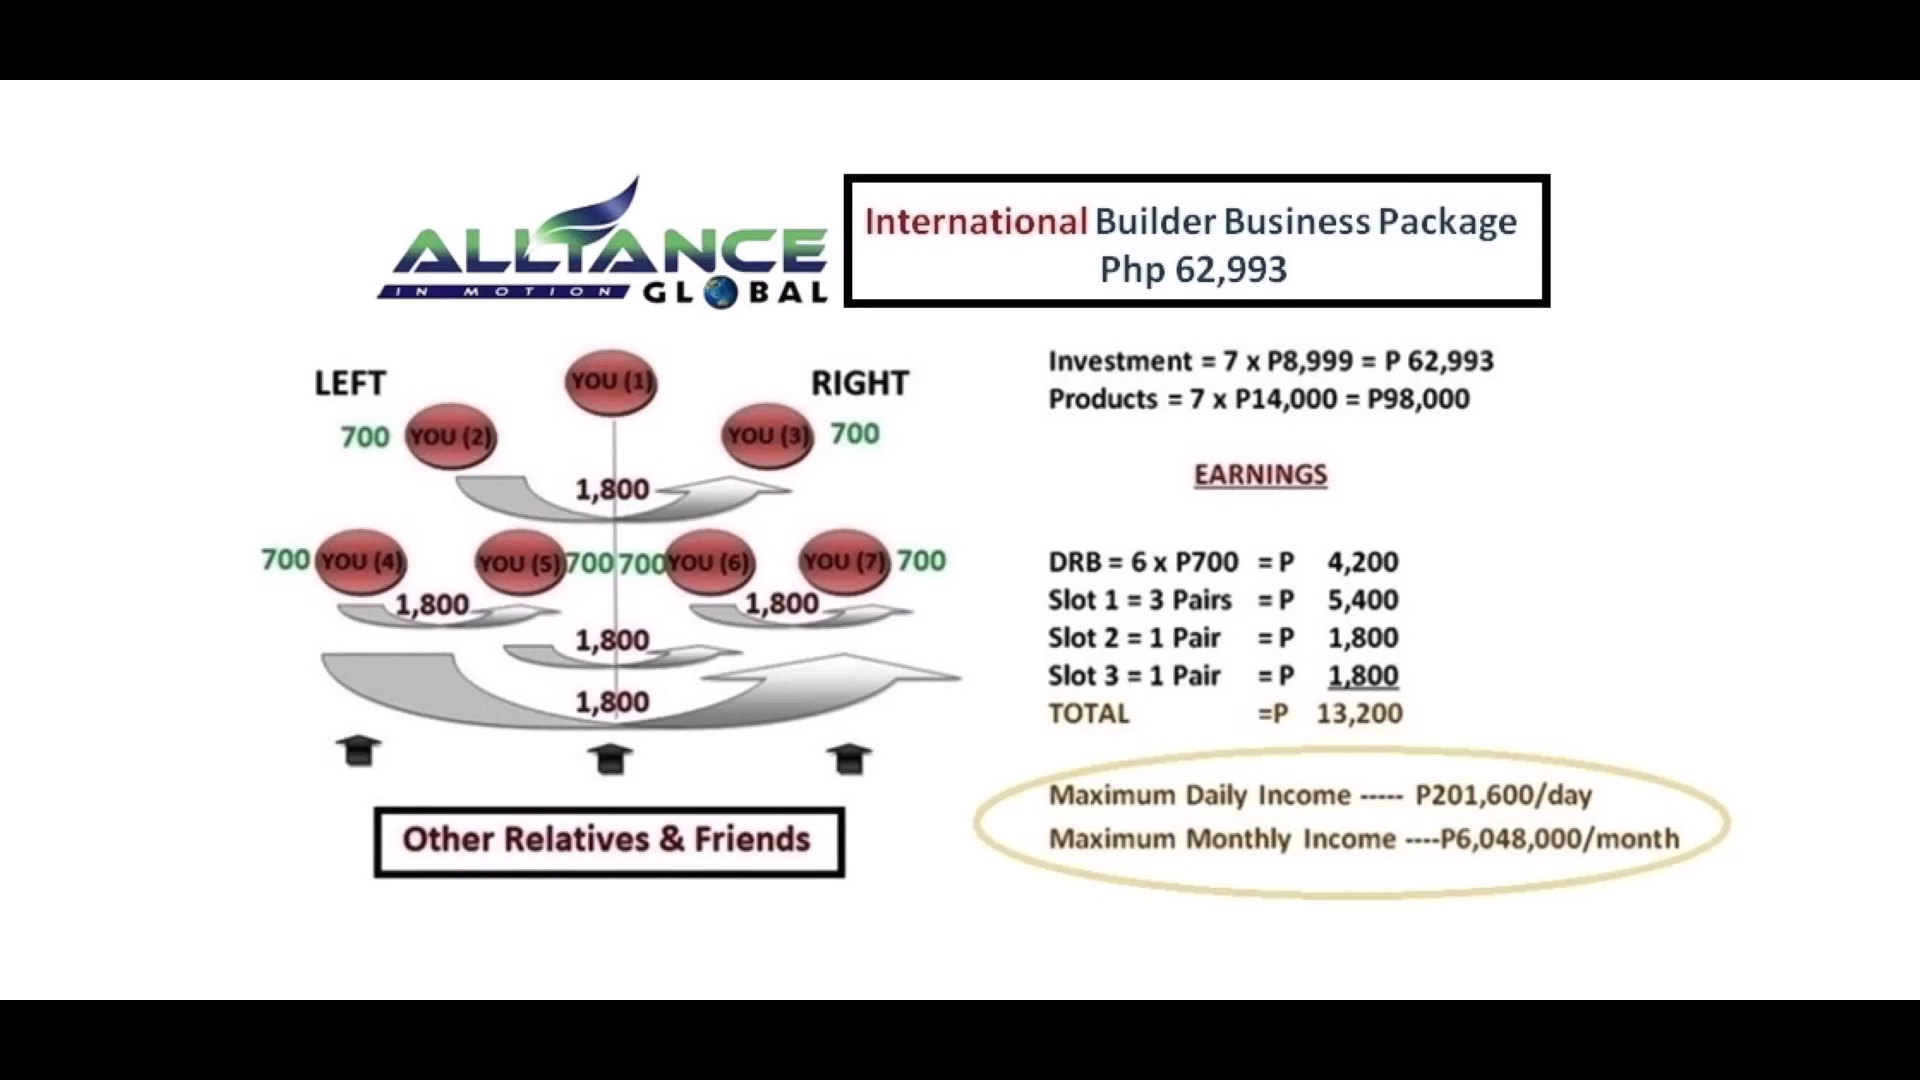 ALLIANCE
IN MOTION GLOBAL
International Builder Business Package
Php 62,993
LEFT
YOU (1)
RIGHT
700 YOU (2) YOU (3) 700
1,800
700 YOU (4) YOU (5) 700 700 YOU (6) YOU (7) 700
1,800 1,800
1,800
1,800
Other Relatives & Friends
Investment = 7 x P8,999 = P 62,993
Products = 7 x P14,000 = P98,000
EARNINGS
DRB = 6 x P700 = P 4,200
Slot 1 = 3 Pairs = P 5,400
Slot 2 = 1 Pair = P 1,800
Slot 3 = 1 Pair = P 1,800
TOTAL =P 13,200
Maximum Daily Income ----- P201,600/day
Maximum Monthly Income ----P6,048,000/month